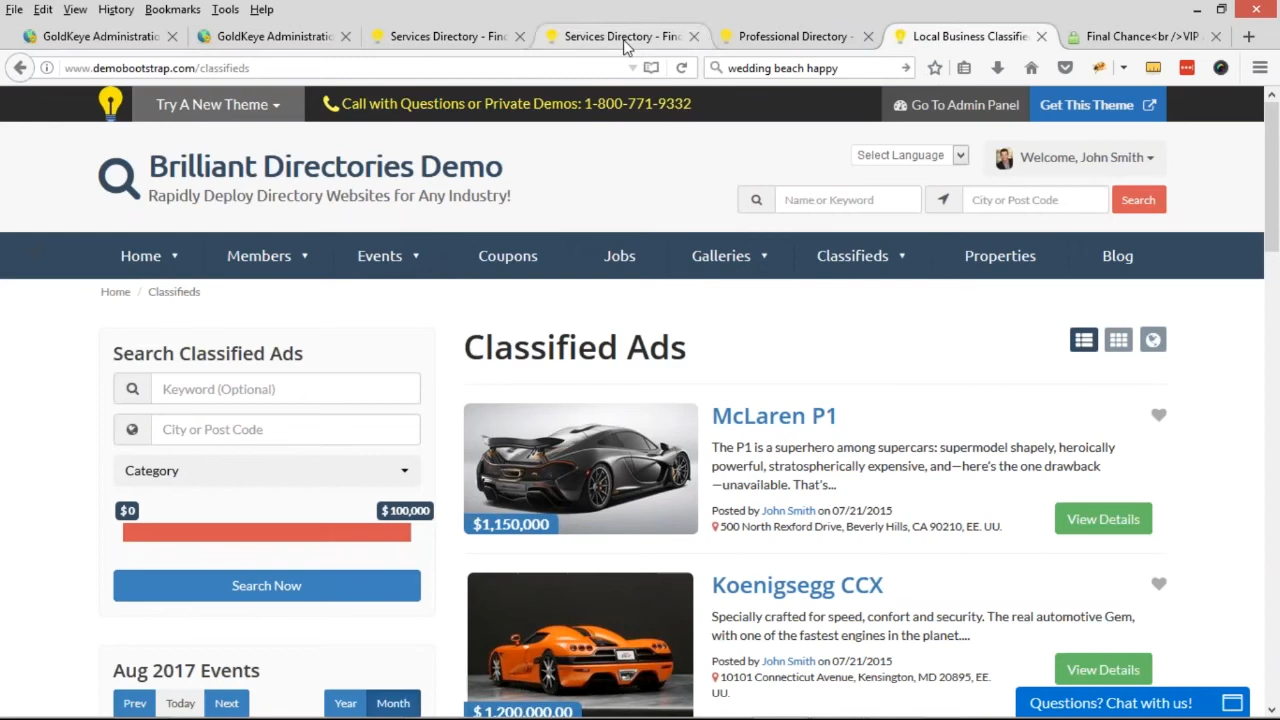 File Edit View History Bookmarks Tools Help
GoldKeye Administratio GoldKeye Administratio Services Directory - Find Services Directory - Find Professional Directory - Local Business Classifie Final Chance<br />VIP
www.demobootstrap.com/classifieds wedding beach happy
Try A New Theme Call with Questions or Private Demos: 1-800-771-9332 Go To Admin Panel Get This Theme
Select Language Welcome, John Smith
Brilliant Directories Demo
Rapidly Deploy Directory Websites for Any Industry!
Name or Keyword City or Post Code Search
Home Members Events Coupons Jobs Galleries Classifieds Properties Blog
Home / Classifieds
Search Classified Ads
Keyword (Optional)
City or Post Code
Category
$0 $100,000
Search Now
Aug 2017 Events
Prev Today Next Year Month
Classified Ads
McLaren P1
The P1 is a superhero among supercars: supermodel shapely, heroically
powerful, stratospherically expensive, and—here's the one drawback
—unavailable. That's...
Posted by John Smith on 07/21/2015
500 North Rexford Drive, Beverly Hills, CA 90210, EE. UU.
$1,150,000
View Details
Koenigsegg CCX
Specially crafted for speed, confort and security. The real automotive Gem,
with one of the fastest engines in the planet....
Posted by John Smith on 07/21/2015
10101 Connecticut Avenue, Kensington, MD 20895, EE.
UU.
$1,200,000.00
View Details
Questions? Chat with us!